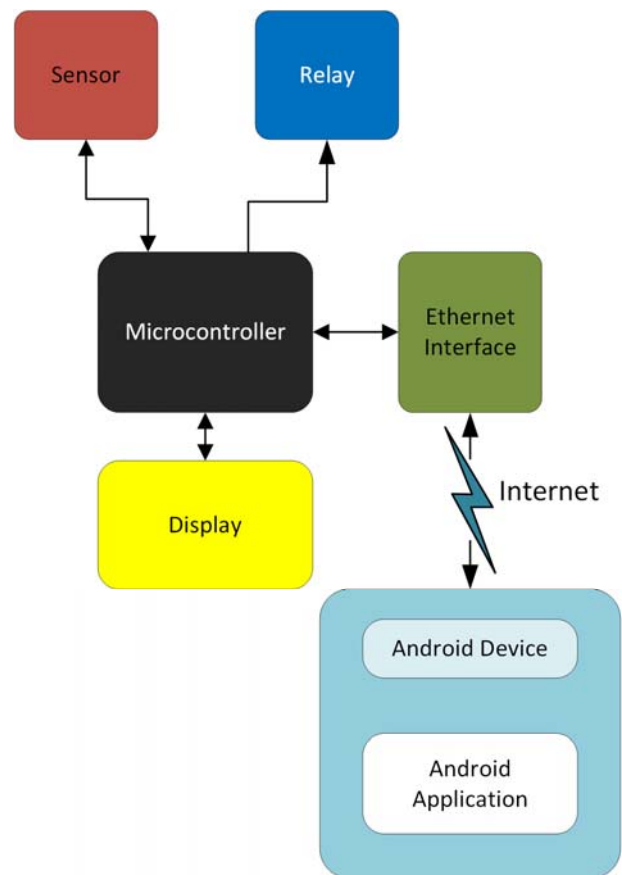 Sensor
Relay
Microcontroller
Ethernet
Interface
Display
Internet
Android Device
Android
Application